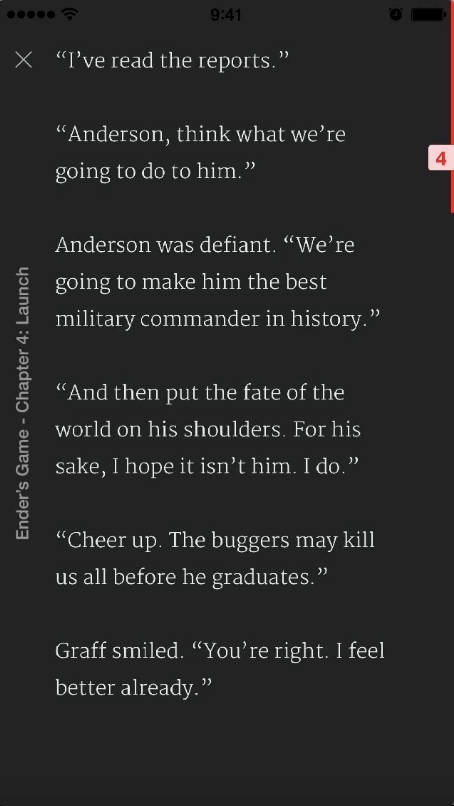 9:41
“I’ve read the reports.”
“Anderson, think what we’re
going to do to him.”
4
Anderson was defiant. “We’re
going to make him the best
military commander in history.”
Ender’s Game - Chapter 4: Launch
“And then put the fate of the
world on his shoulders. For his
sake, I hope it isn’t him. I do.”
“Cheer up. The buggers may kill
us all before he graduates.”
Graff smiled. “You’re right. I feel
better already.”